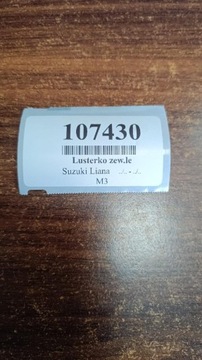 107430
Lusterko zew.le
Suzuki Liana
M3